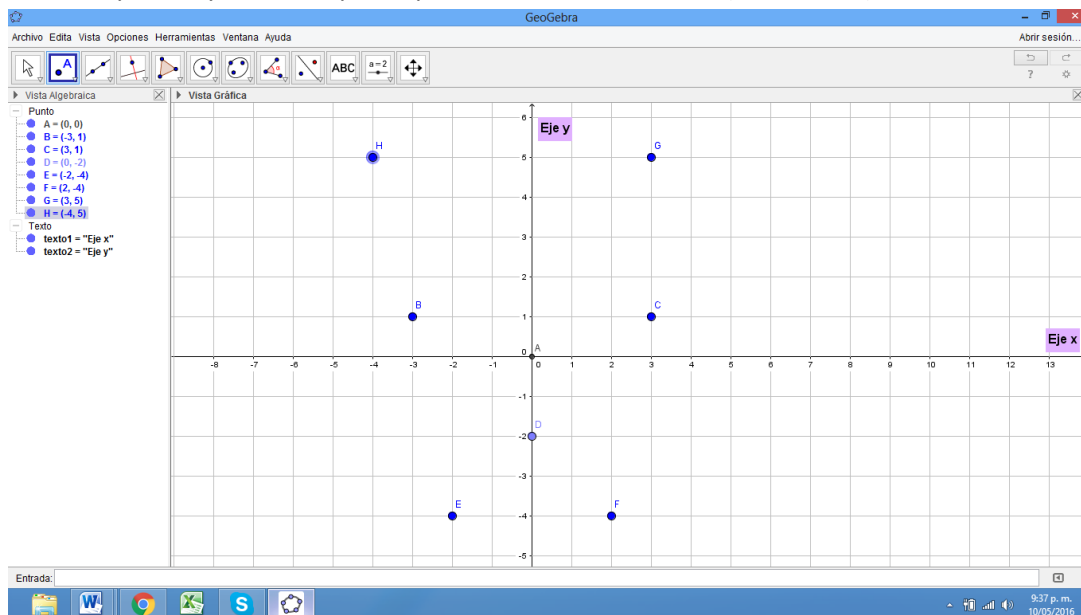 GeoGebra
Archivo Edita Vista Opciones Herramientas Ventana Ayuda
Abrir sesión...
A
ABC
a=2
?
Vista Algebraica
Vista Gráfica
Punto
A = (0, 0)
B = (-3, 1)
C = (3, 1)
D = (0, -2)
E = (-2, -4)
F = (2, -4)
G = (3, 5)
H = (-4, 5)
Texto
texto1 = "Eje x"
texto2 = "Eje y"
6
Eje y
H
G
5
4
3
2
B
C
1
Eje x
0
A
-8 -7 -6 -5 -4 -3 -2 -1 0 1 2 3 4 5 6 7 8 9 10 11 12 13
-1
D
-2
-3
E
F
-4
-5
Entrada:
W
X
S
9:37 p. m.
10/05/2016